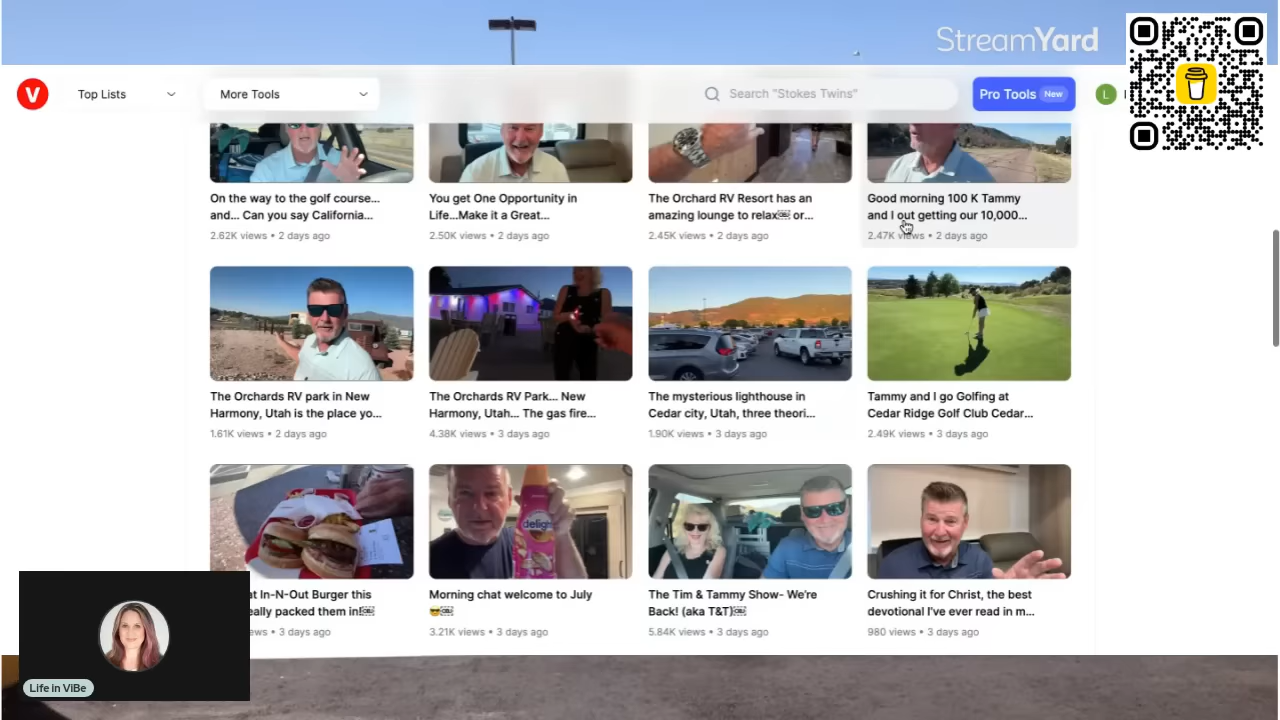 StreamYard
V
Top Lists
More Tools
Search "Stokes Twins"
Pro Tools New
L
On the way to the golf course...
and... Can you say California...
2.62K views • 2 days ago
You get One Opportunity in
Life...Make it a Great...
2.50K views • 2 days ago
The Orchard RV Resort has an
amazing lounge to relax or...
2.45K views • 2 days ago
Good morning 100 K Tammy
and I out getting our 10,000...
2.47K views • 2 days ago
The Orchards RV park in New
Harmony, Utah is the place yo...
1.61K views • 2 days ago
The Orchards RV Park... New
Harmony, Utah... The gas fire...
4.38K views • 3 days ago
The mysterious lighthouse in
Cedar city, Utah, three theori...
1.90K views • 3 days ago
Tammy and I go Golfing at
Cedar Ridge Golf Club Cedar...
2.49K views • 3 days ago
delight
at In-N-Out Burger this
eally packed them in!
ews • 3 days ago
Morning chat welcome to July
😎
3.21K views • 3 days ago
The Tim & Tammy Show- We're
Back! (aka T&T)
5.84K views • 3 days ago
Crushing it for Christ, the best
devotional I've ever read in m...
980 views • 3 days ago
Life in VIBe